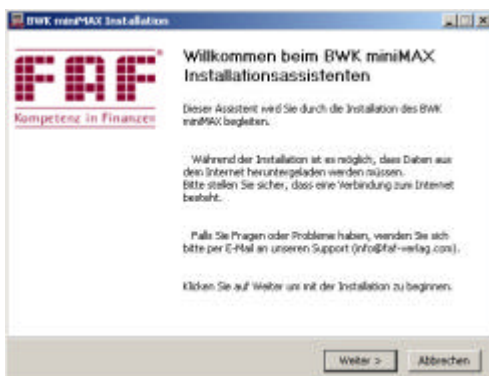 BWK miniMAX Installation
FAF®
Kompetenz in Finanzen
Willkommen beim BWK miniMAX
Installationsassistenten
Dieser Assistent wird Sie durch die Installation des BWK
miniMAX begleiten.
Während der Installation ist es möglich, dass Daten aus
dem Internet heruntergeladen werden müssen.
Bitte stellen Sie sicher, dass eine Verbindung zum Internet
besteht.
Falls Sie Fragen oder Probleme haben, wenden Sie sich
bitte per E-Mail an unseren Support (info@faf-verlag.com).
Klicken Sie auf Weiter um mit der Installation zu beginnen.
Weiter >
Abbrechen